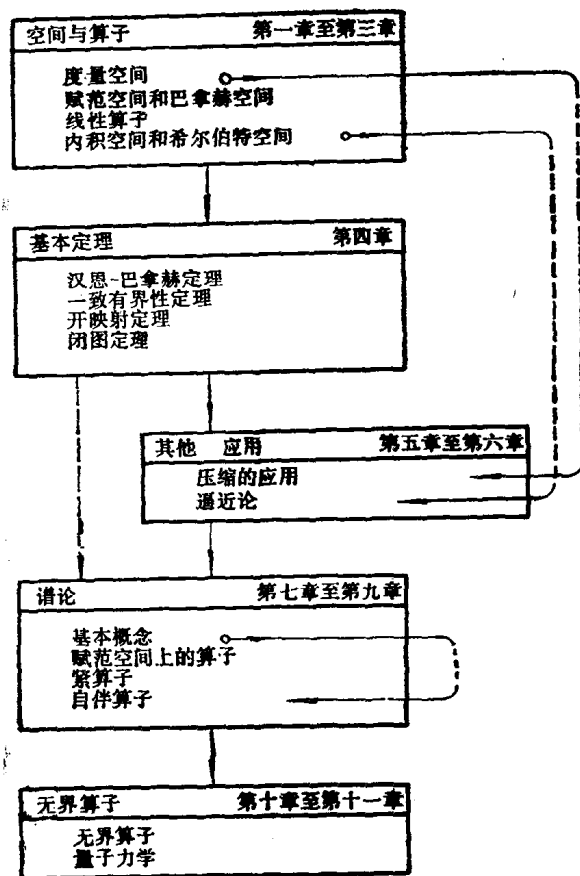 空间与算子 第一章至第三章
度量空间
赋范空间和巴拿赫空间
线性算子
内积空间和希尔伯特空间
基本定理 第四章
汉恩-巴拿赫定理
一致有界性定理
开映射定理
闭图定理
其他 应用 第五章至第六章
压缩的应用
逼近论
谱论 第七章至第九章
基本概念
赋范空间上的算子
紧算子
自伴算子
无界算子 第十章至第十一章
无界算子
量子力学